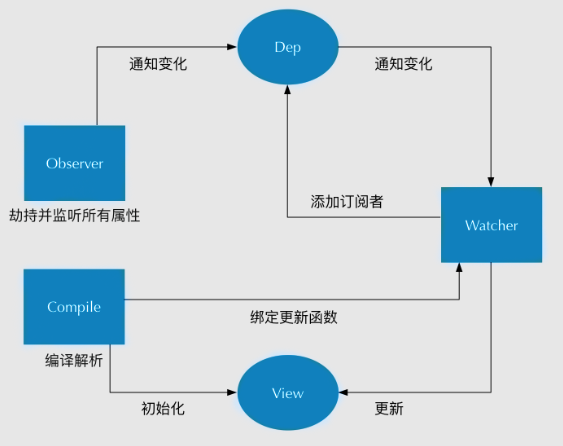 Dep
通知变化
通知变化
Observer
劫持并监听所有属性
添加订阅者
Watcher
Compile
绑定更新函数
编译解析
View
初始化
更新